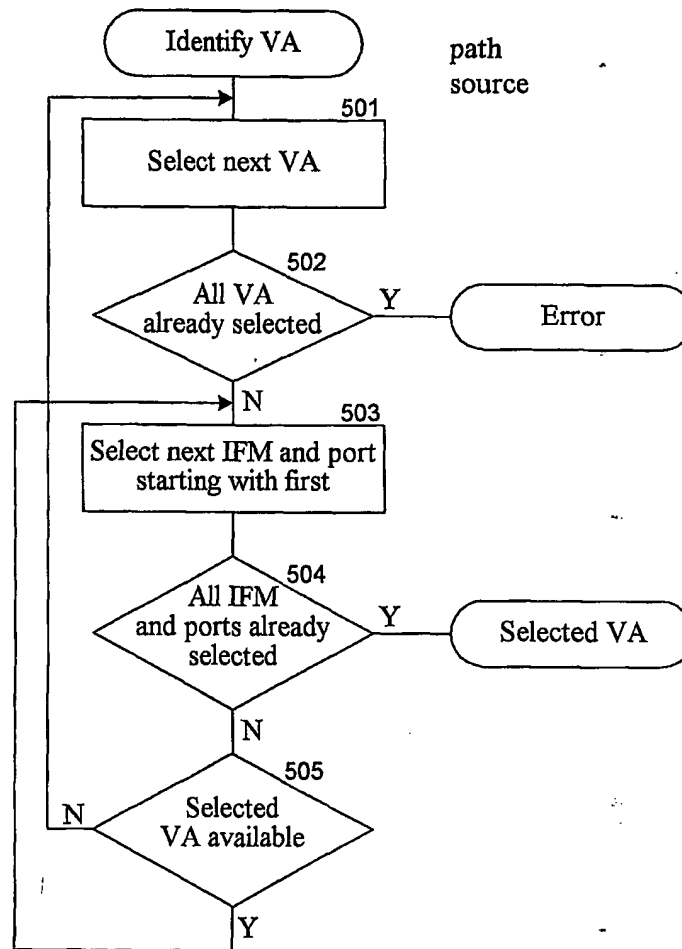 Identify VA
path
source
501
Select next VA
502
All VA
already selected
Y
Error
N
503
Select next IFM and port
starting with first
504
All IFM
and ports already
selected
Y
Selected VA
N
505
Selected
VA available
N
Y